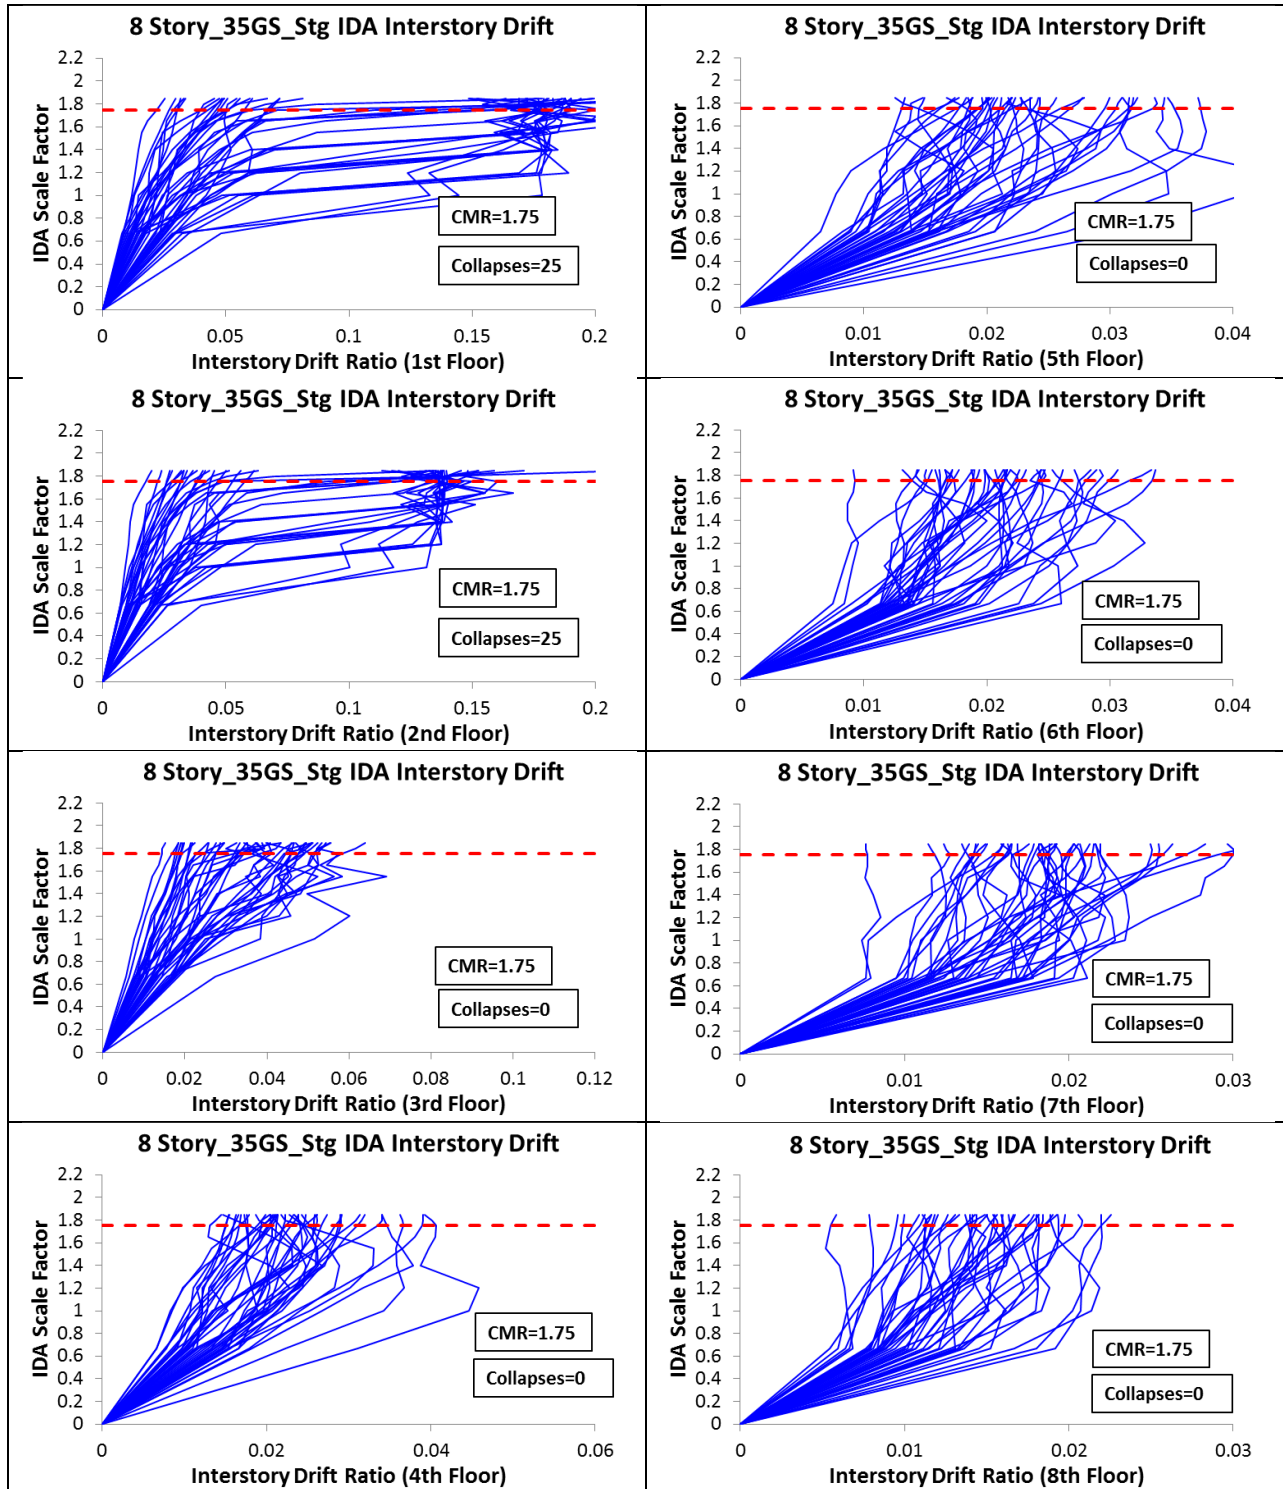 8 Story_35GS_Stg IDA Interstory Drift
IDA Scale Factor
2.2
2
1.8
1.6
1.4
1.2
1
0.8
0.6
0.4
0.2
0
CMR=1.75
Collapses=25
0 0.05 0.1 0.15 0.2
Interstory Drift Ratio (1st Floor)
8 Story_35GS_Stg IDA Interstory Drift
IDA Scale Factor
2.2
2
1.8
1.6
1.4
1.2
1
0.8
0.6
0.4
0.2
0
CMR=1.75
Collapses=0
0 0.01 0.02 0.03 0.04
Interstory Drift Ratio (5th Floor)
8 Story_35GS_Stg IDA Interstory Drift
IDA Scale Factor
2.2
2
1.8
1.6
1.4
1.2
1
0.8
0.6
0.4
0.2
0
CMR=1.75
Collapses=25
0 0.05 0.1 0.15 0.2
Interstory Drift Ratio (2nd Floor)
8 Story_35GS_Stg IDA Interstory Drift
IDA Scale Factor
2.2
2
1.8
1.6
1.4
1.2
1
0.8
0.6
0.4
0.2
0
CMR=1.75
Collapses=0
0 0.01 0.02 0.03 0.04
Interstory Drift Ratio (6th Floor)
8 Story_35GS_Stg IDA Interstory Drift
IDA Scale Factor
2.2
2
1.8
1.6
1.4
1.2
1
0.8
0.6
0.4
0.2
0
CMR=1.75
Collapses=0
0 0.02 0.04 0.06 0.08 0.1 0.12
Interstory Drift Ratio (3rd Floor)
8 Story_35GS_Stg IDA Interstory Drift
IDA Scale Factor
2.2
2
1.8
1.6
1.4
1.2
1
0.8
0.6
0.4
0.2
0
CMR=1.75
Collapses=0
0 0.01 0.02 0.03
Interstory Drift Ratio (7th Floor)
8 Story_35GS_Stg IDA Interstory Drift
IDA Scale Factor
2.2
2
1.8
1.6
1.4
1.2
1
0.8
0.6
0.4
0.2
0
CMR=1.75
Collapses=0
0 0.02 0.04 0.06
Interstory Drift Ratio (4th Floor)
8 Story_35GS_Stg IDA Interstory Drift
IDA Scale Factor
2.2
2
1.8
1.6
1.4
1.2
1
0.8
0.6
0.4
0.2
0
CMR=1.75
Collapses=0
0 0.01 0.02 0.03
Interstory Drift Ratio (8th Floor)